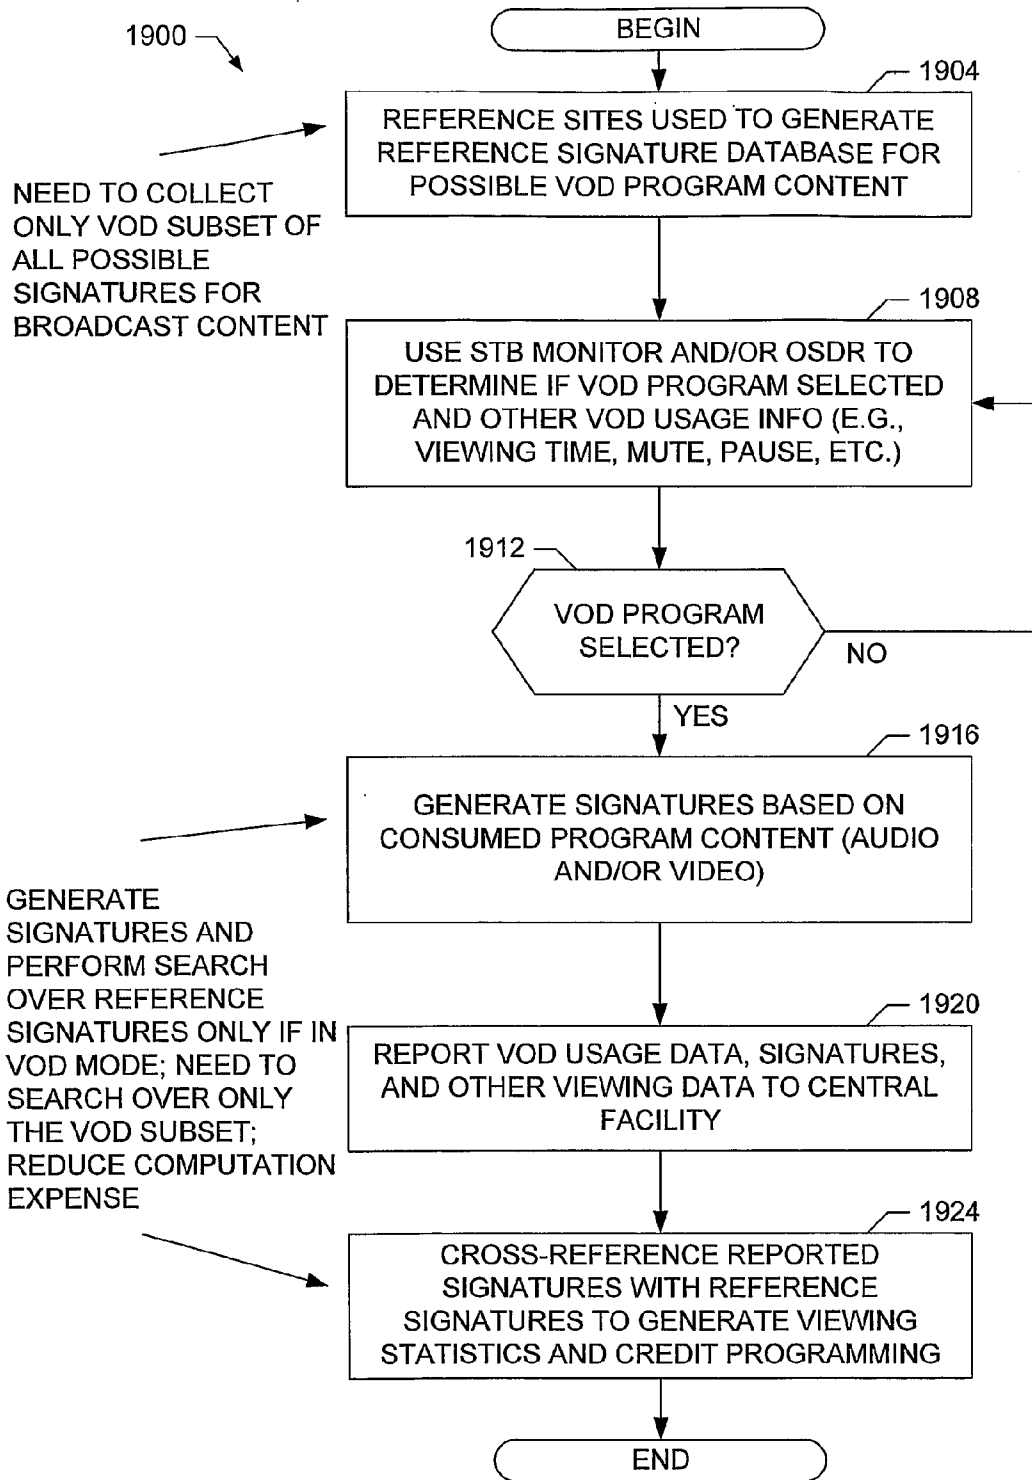 1900
BEGIN
1904
REFERENCE SITES USED TO GENERATE
REFERENCE SIGNATURE DATABASE FOR
POSSIBLE VOD PROGRAM CONTENT
NEED TO COLLECT
ONLY VOD SUBSET OF
ALL POSSIBLE
SIGNATURES FOR
BROADCAST CONTENT
1908
USE STB MONITOR AND/OR OSDR TO
DETERMINE IF VOD PROGRAM SELECTED
AND OTHER VOD USAGE INFO (E.G.,
VIEWING TIME, MUTE, PAUSE, ETC.)
1912
VOD PROGRAM
SELECTED?
NO
YES
1916
GENERATE SIGNATURES BASED ON
CONSUMED PROGRAM CONTENT (AUDIO
AND/OR VIDEO)
GENERATE
SIGNATURES AND
PERFORM SEARCH
OVER REFERENCE
SIGNATURES ONLY IF IN
VOD MODE; NEED TO
SEARCH OVER ONLY
THE VOD SUBSET;
REDUCE COMPUTATION
EXPENSE
1920
REPORT VOD USAGE DATA, SIGNATURES,
AND OTHER VIEWING DATA TO CENTRAL
FACILITY
1924
CROSS-REFERENCE REPORTED
SIGNATURES WITH REFERENCE
SIGNATURES TO GENERATE VIEWING
STATISTICS AND CREDIT PROGRAMMING
END